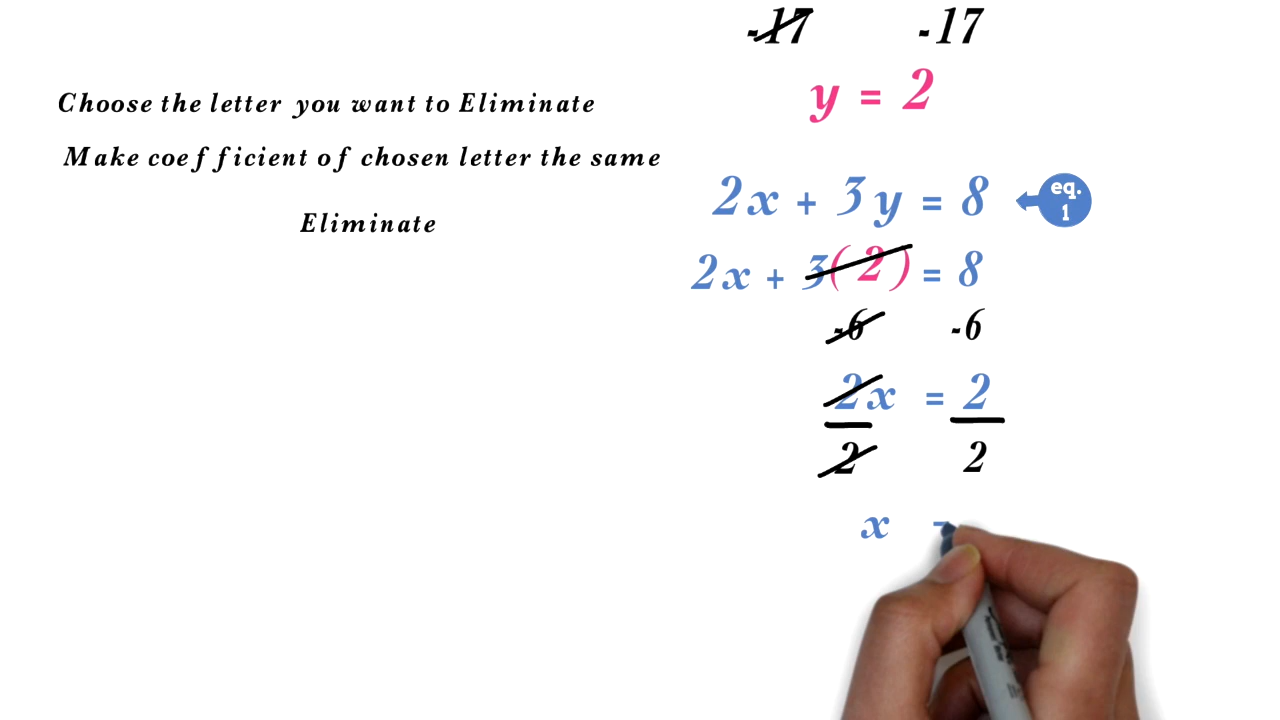 -17 -17
y = 2
Choose the letter you want to Eliminate
Make coefficient of chosen letter the same
Eliminate
2x + 3y = 8 eq. 1
2x + 3(2) = 8
-6 -6
2x = 2
2 2
x =